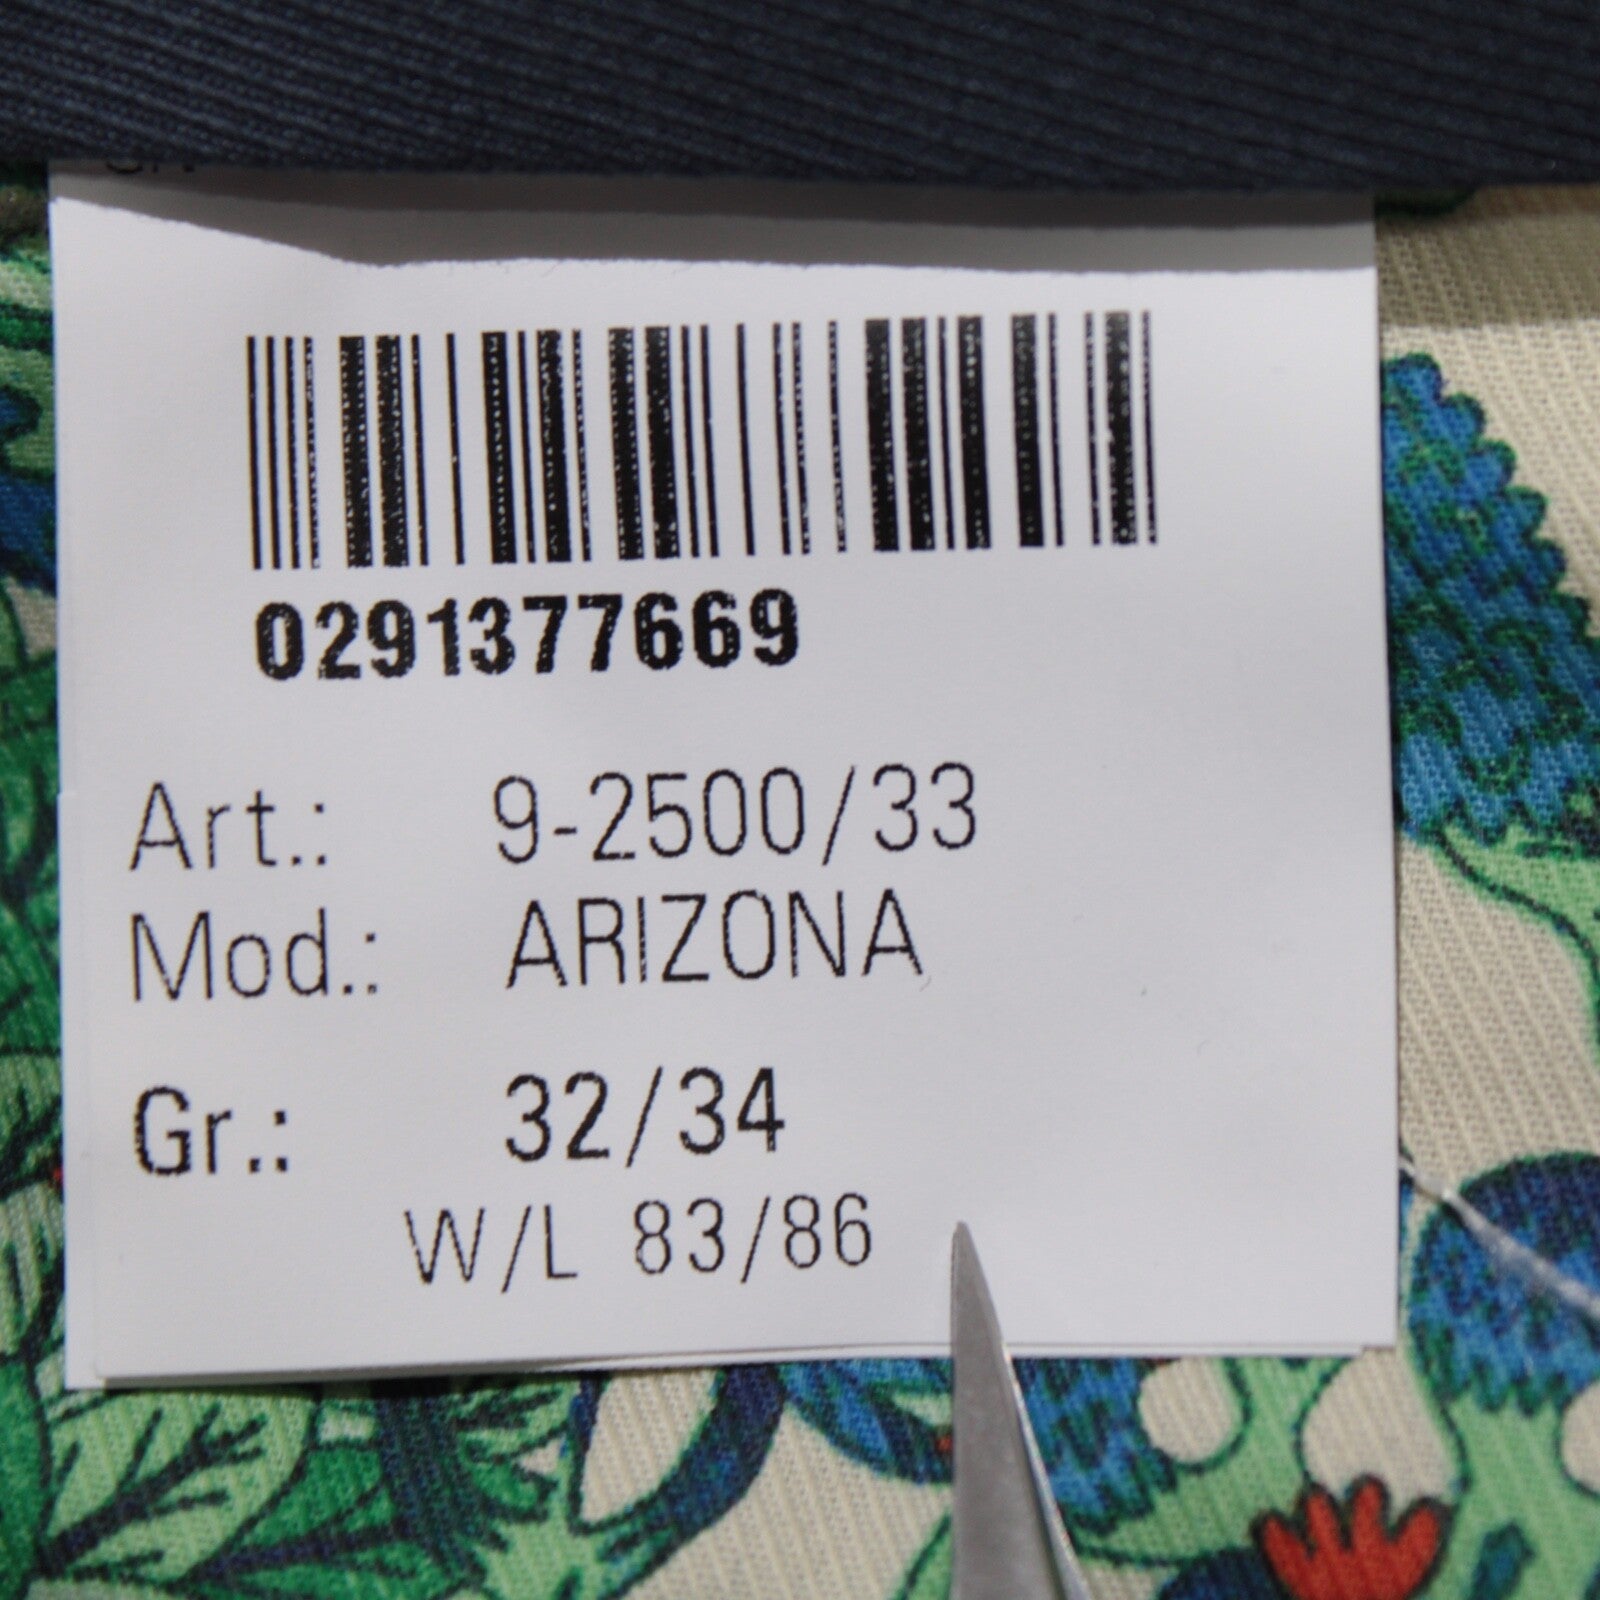 0291377669
Art.: 9-2500/33
Mod.: ARIZONA
Gr.: 32/34
W/L 83/86